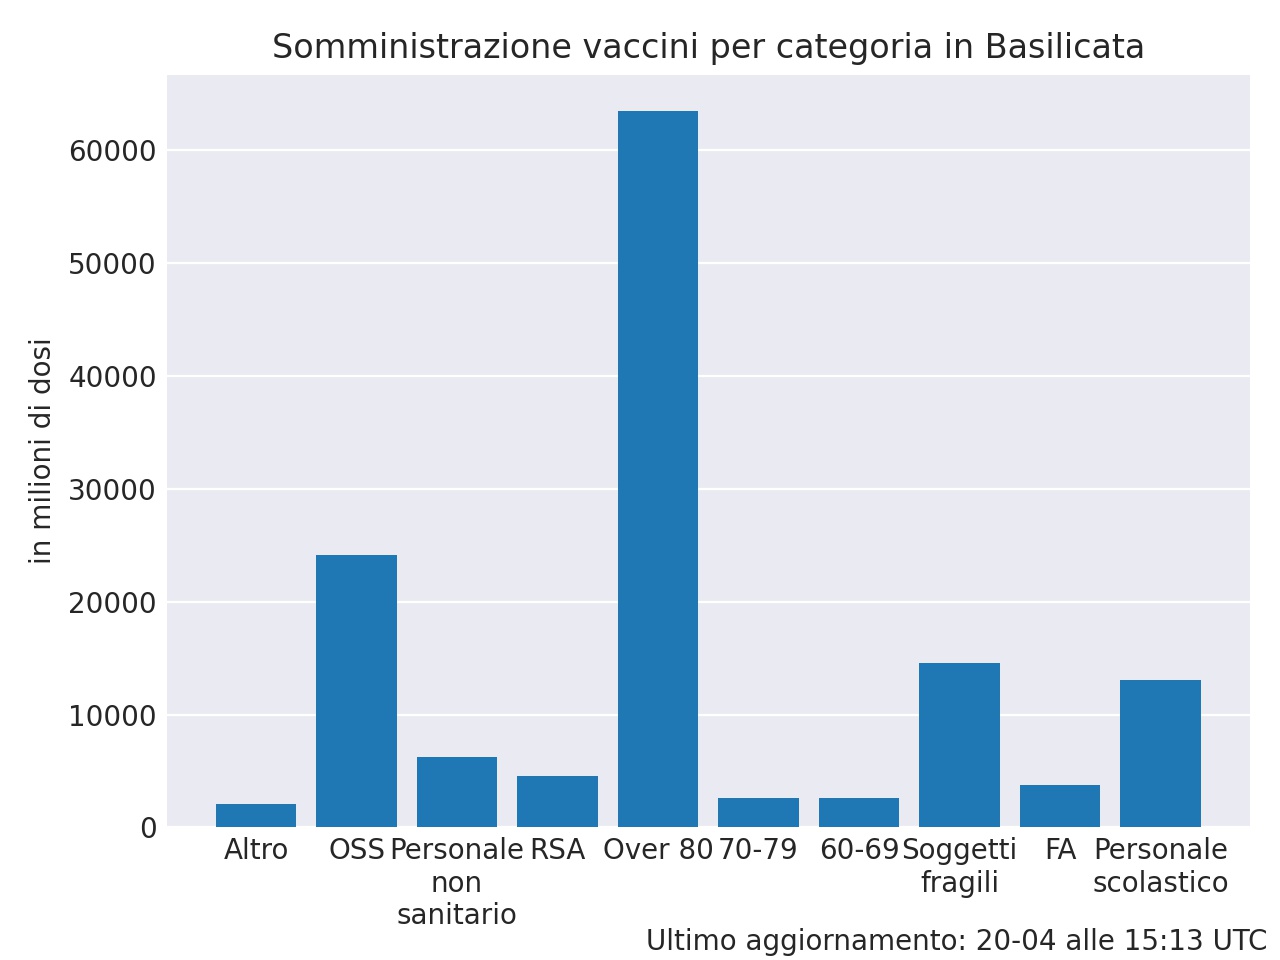 Somministrazione vaccini per categoria in Basilicata
in milioni di dosi
60000
50000
40000
30000
20000
10000
0
Altro
OSS
Personale
non
sanitario
RSA
Over 80
70-79
60-69
Soggetti
fragili
FA
Personale
scolastico
Ultimo aggiornamento: 20-04 alle 15:13 UTC